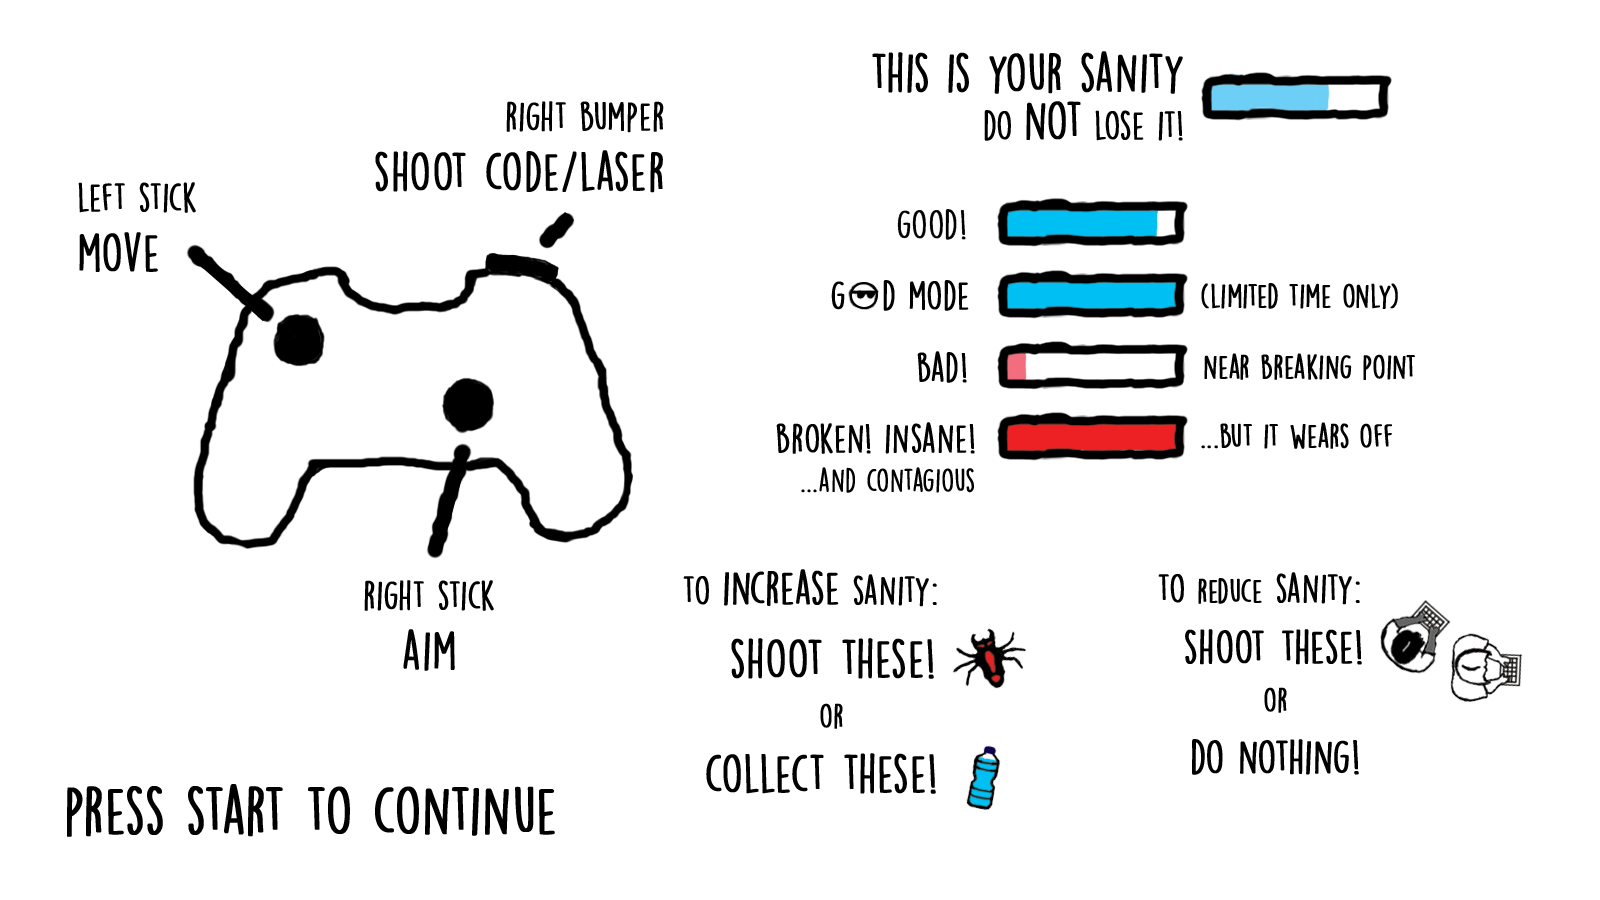 THIS IS YOUR SANITY
DO NOT LOSE IT!
RIGHT BUMPER
SHOOT CODE/LASER
LEFT STICK
MOVE
GOOD!
G😎D MODE (LIMITED TIME ONLY)
BAD! NEAR BREAKING POINT
BROKEN! INSANE! ...BUT IT WEARS OFF
...AND CONTAGIOUS
RIGHT STICK
AIM
TO INCREASE SANITY:
SHOOT THESE!
OR
COLLECT THESE!
TO REDUCE SANITY:
SHOOT THESE!
OR
DO NOTHING!
PRESS START TO CONTINUE